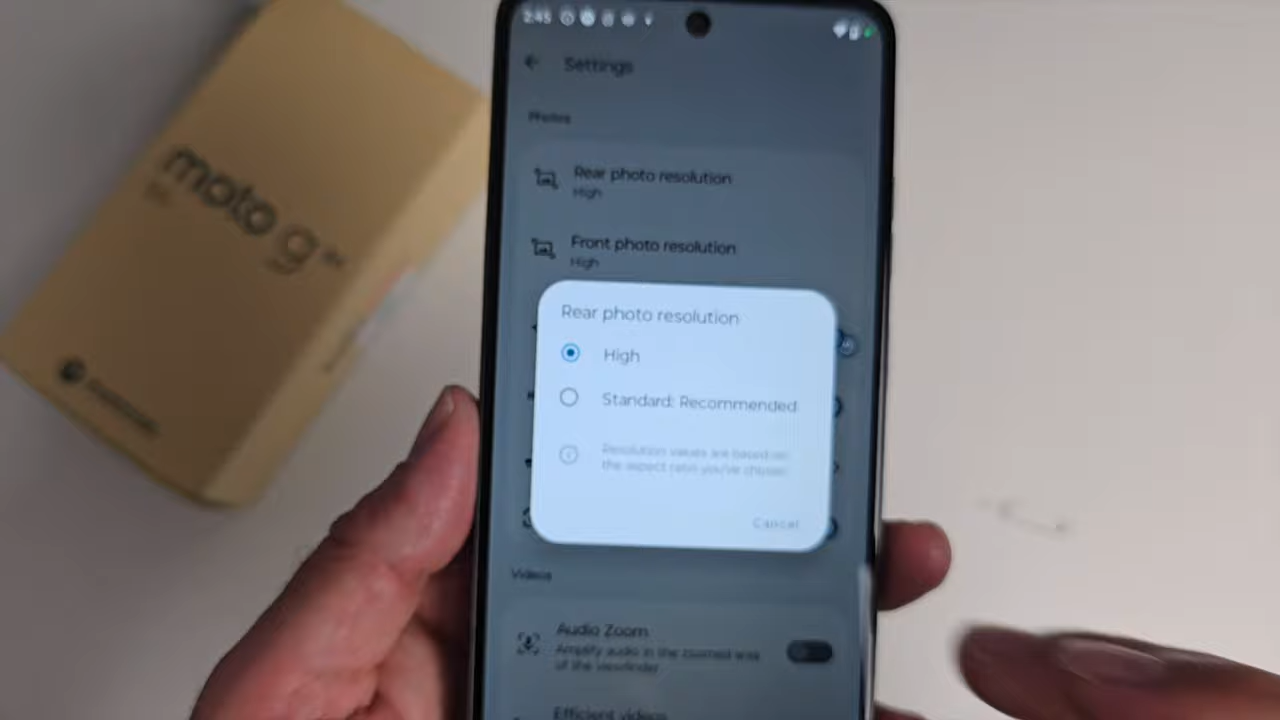 moto g
2:45
Settings
Photos
Rear photo resolution
High
Front photo resolution
High
Rear photo resolution
High
Standard: Recommended
Resolution values are based on
the aspect ratio you've chosen
Cancel
Videos
Audio Zoom
Amplify audio in the zoomed area
of the viewfinder
Efficient videos